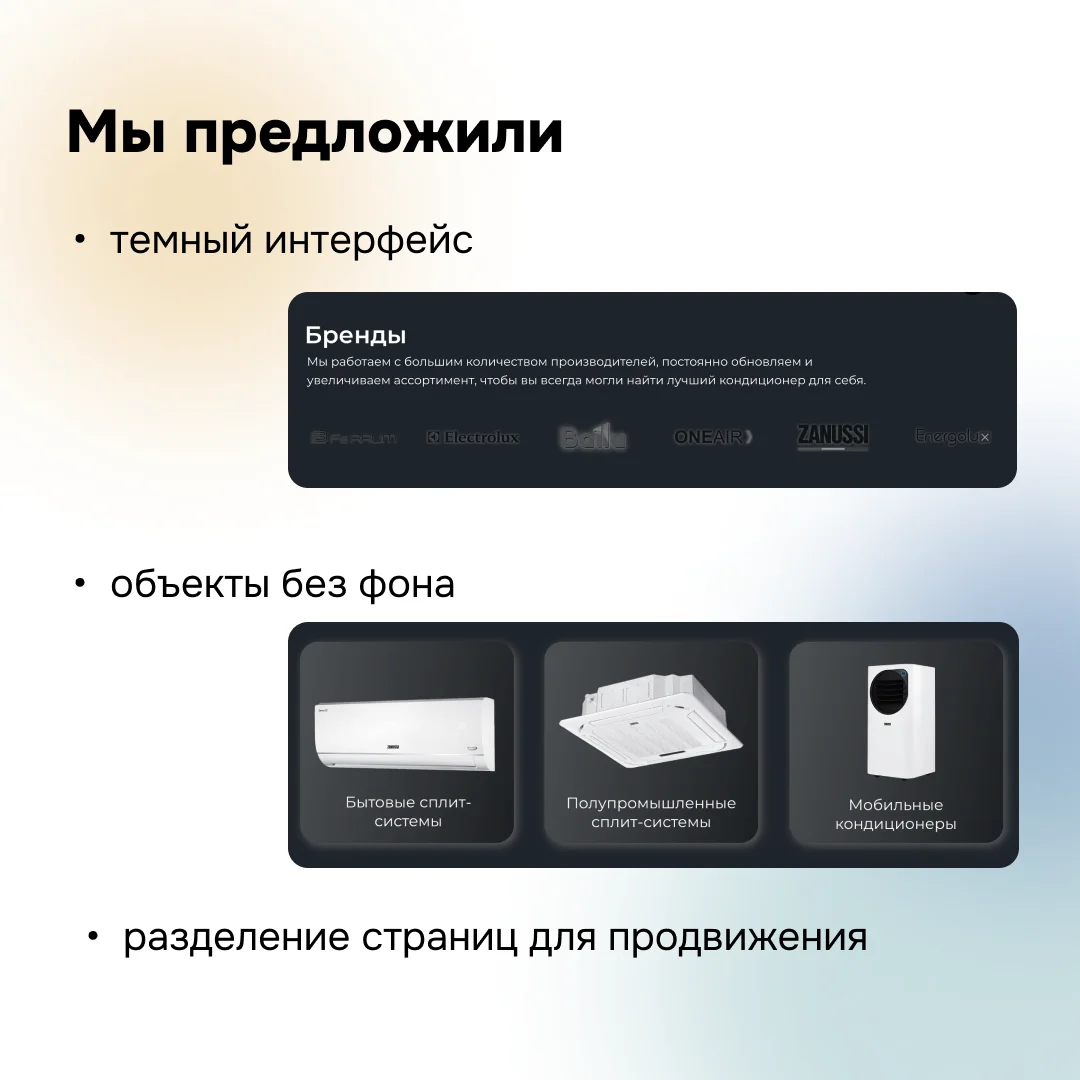 Мы предложили
• темный интерфейс
Бренды
Мы работаем с большим количеством производителей, постоянно обновляем и
увеличиваем ассортимент, чтобы вы всегда могли найти лучший кондиционер для себя.
FERRUM Electrolux Ballu ONEAIR ZANUSSI Energolux
• объекты без фона
ZANUSSI
Бытовые сплит-
системы
Полупромышленные
сплит-системы
Мобильные
кондиционеры
• разделение страниц для продвижения